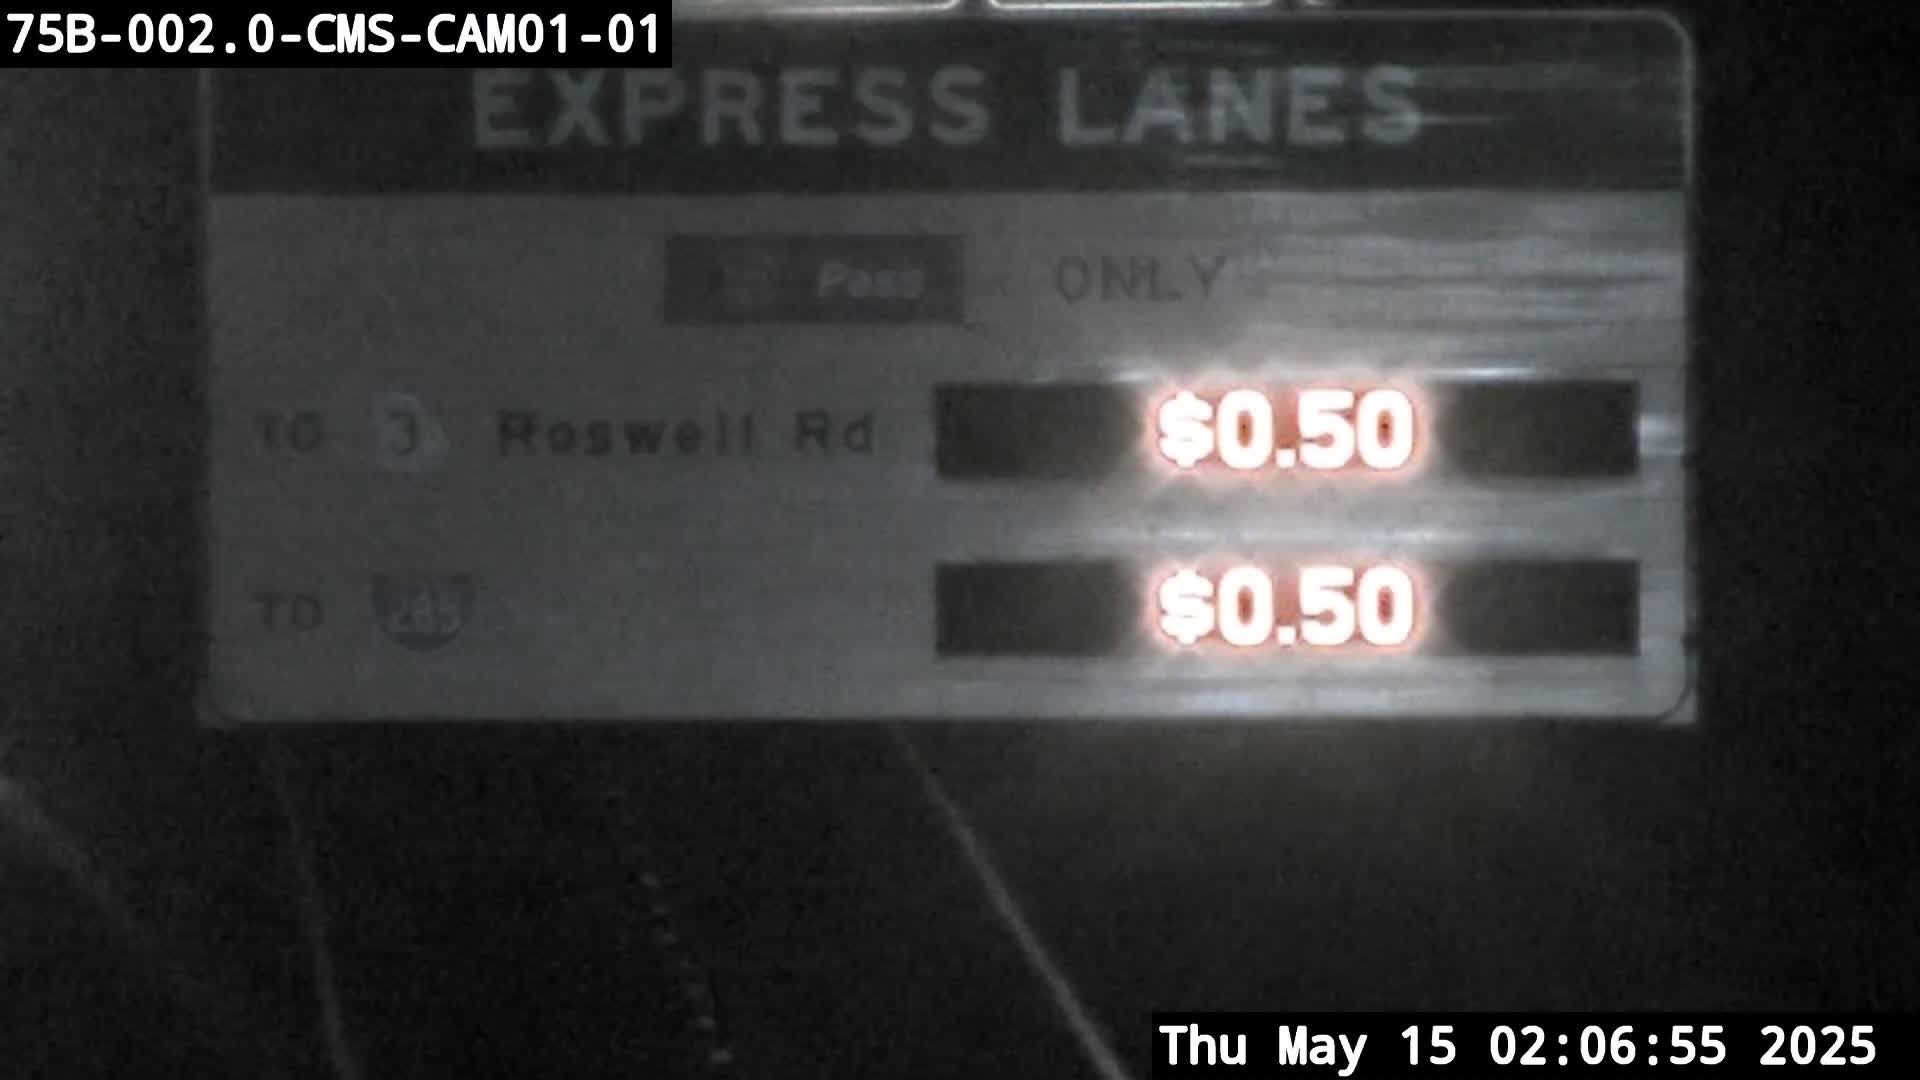 75B-002.0-CMS-CAM01-01
EXPRESS LANES
Pass ONLY
TO 3 Roswell Rd $0.50
TO 285 $0.50
Thu May 15 02:06:55 2025